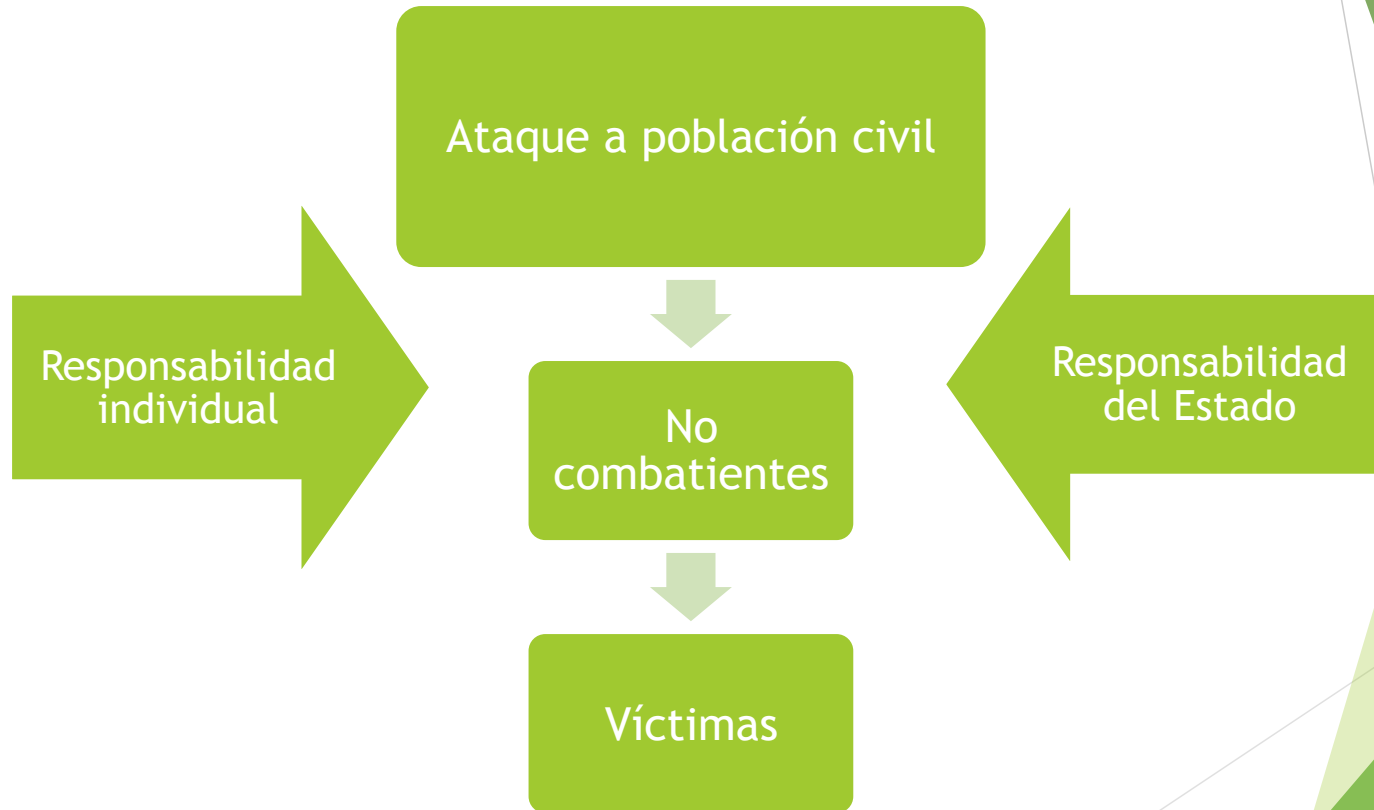 Ataque a población civil
Responsabilidad
individual
No
combatientes
Responsabilidad
del Estado
Víctimas